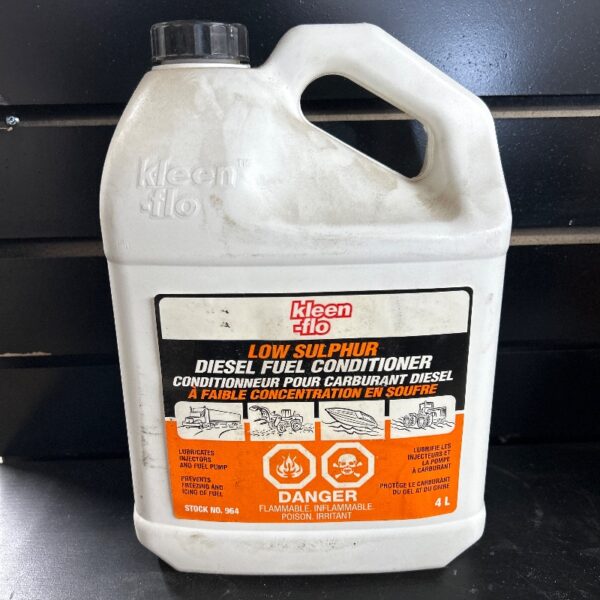 kleen
-flo
kleen
-flo
LOW SULPHUR
DIESEL FUEL CONDITIONER
CONDITIONNEUR POUR CARBURANT DIESEL
À FAIBLE CONCENTRATION EN SOUFRE
LUBRICATES
INJECTORS
AND FUEL PUMP
PREVENTS
FREEZING AND
ICING OF FUEL
STOCK NO. 964
DANGER
FLAMMABLE. INFLAMMABLE.
POISON. IRRITANT
LUBRIFIE LES
INJECTEURS ET
LA POMPE
À CARBURANT
PROTÈGE LE CARBURANT
DU GEL ET DU GIVRE
4 L